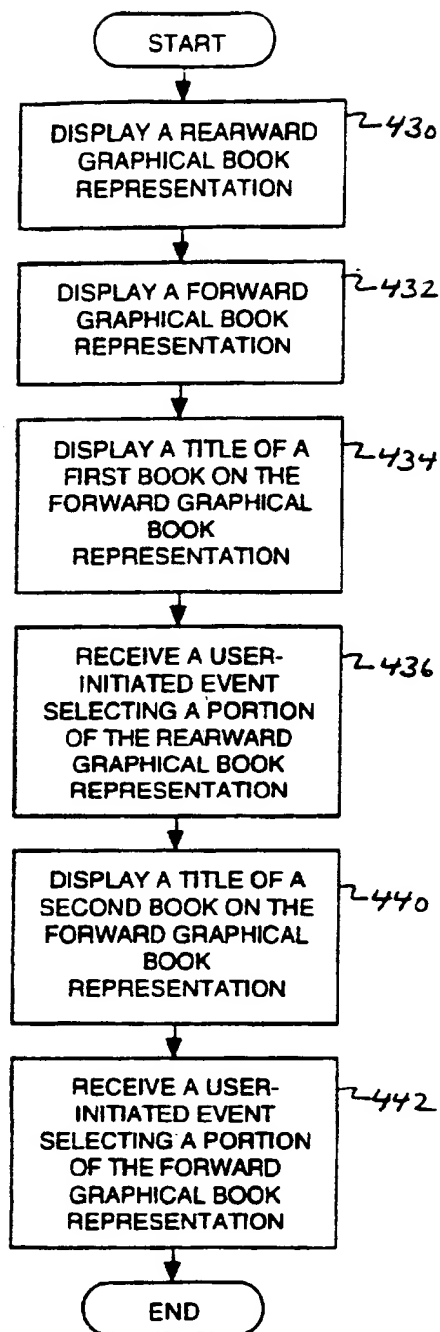 START
DISPLAY A REARWARD
GRAPHICAL BOOK
REPRESENTATION
430
DISPLAY A FORWARD
GRAPHICAL BOOK
REPRESENTATION
432
DISPLAY A TITLE OF A
FIRST BOOK ON THE
FORWARD GRAPHICAL
BOOK
REPRESENTATION
434
RECEIVE A USER-
INITIATED EVENT
SELECTING A PORTION
OF THE REARWARD
GRAPHICAL BOOK
REPRESENTATION
436
DISPLAY A TITLE OF A
SECOND BOOK ON THE
FORWARD GRAPHICAL
BOOK
REPRESENTATION
440
RECEIVE A USER-
INITIATED EVENT
SELECTING A PORTION
OF THE FORWARD
GRAPHICAL BOOK
REPRESENTATION
442
END